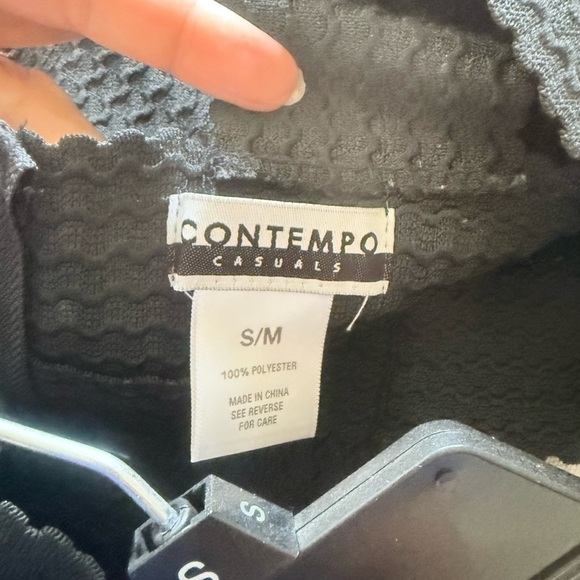 CONTEMPO
CASUALS
S/M
100% POLYESTER
MADE IN CHINA
SEE REVERSE
FOR CARE
S
S